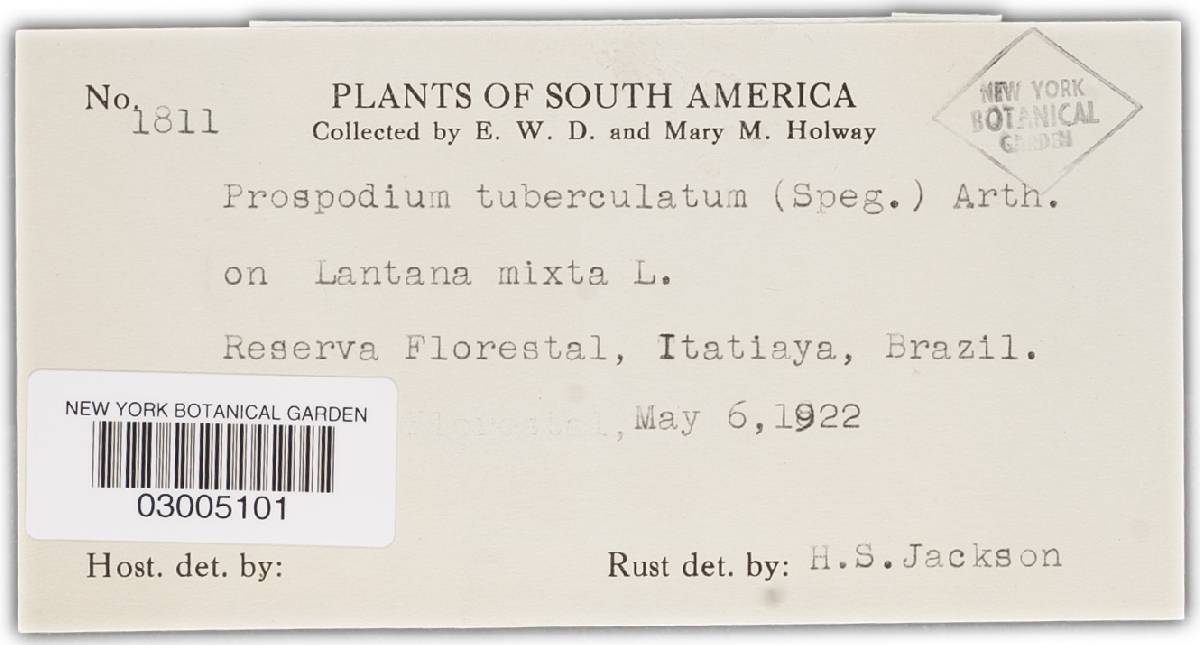 No. 1811
PLANTS OF SOUTH AMERICA
Collected by E. W. D. and Mary M. Holway
NEW YORK
BOTANICAL
GARDEN
Prospodium tuberculatum (Speg.) Arth.
on Lantana mixta L.
Reserva Florestal, Itatiaya, Brazil.
May 6,1922
NEW YORK BOTANICAL GARDEN
03005101
Host. det. by:
Rust det. by: H.S.Jackson